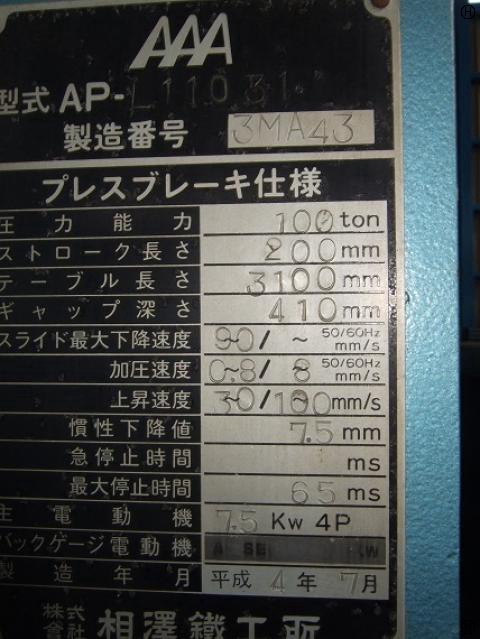 AAA
型式 AP-L11031
製造番号 3MA43
プレスブレーキ仕様
圧力能力 100 ton
ストローク長さ 200 mm
テーブル長さ 3100 mm
ギャップ深さ 410 mm
スライド最大下降速度 90/ ~ 50/60Hz mm/s
加圧速度 0~8/ ~8 50/60Hz mm/s
上昇速度 30/100 mm/s
慣性下降値 7.5 mm
急停止時間 ms
最大停止時間 65 ms
主電動機 7.5 Kw 4P
バックゲージ電動機 KW
製造年月 平成 4年 7月
株式会社 相澤鐵工所